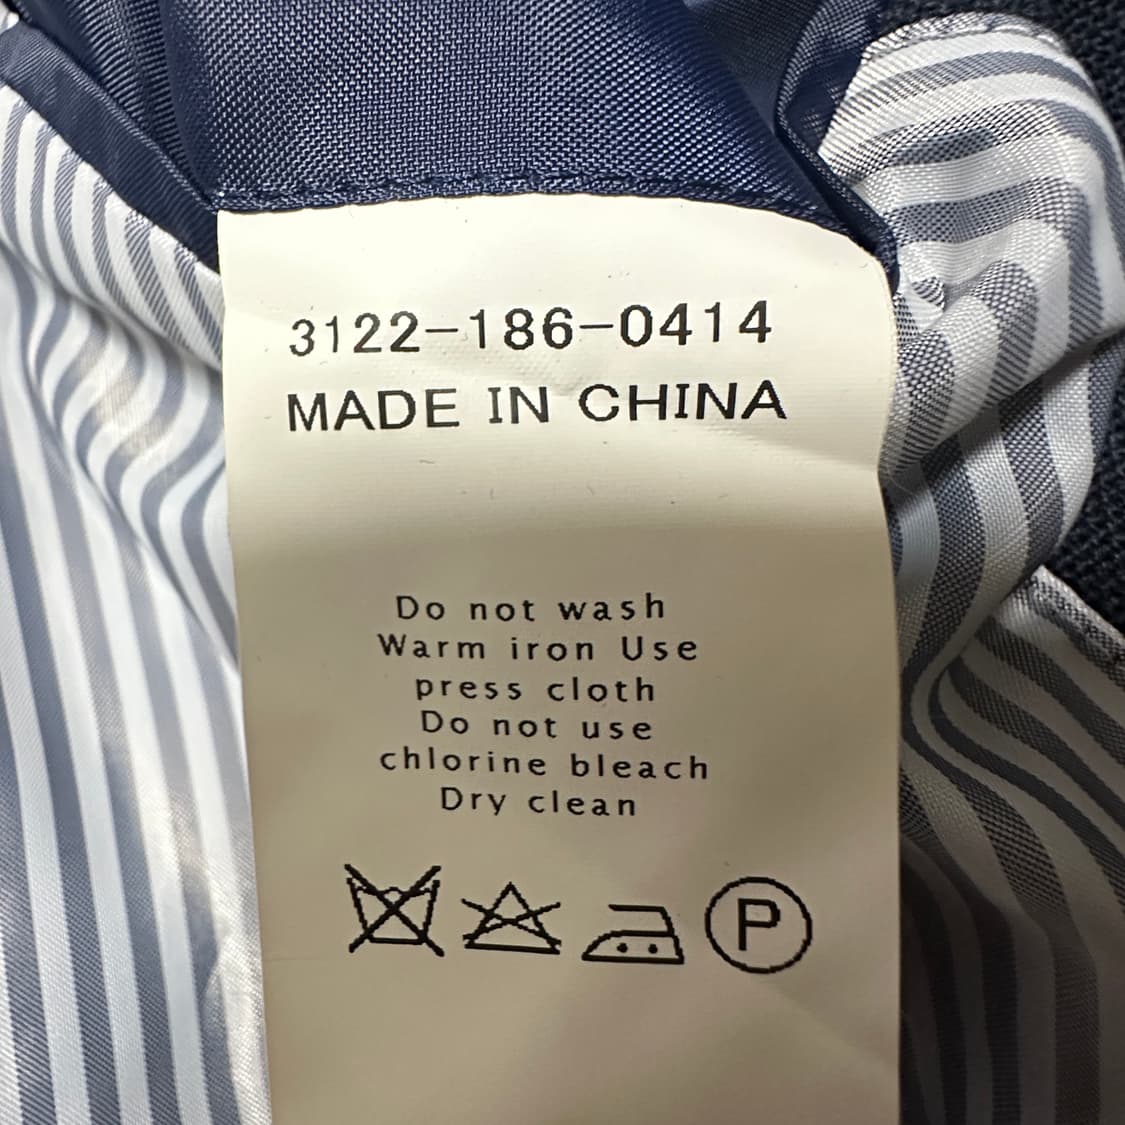 3122-186-0414
MADE IN CHINA
Do not wash
Warm iron Use
press cloth
Do not use
chlorine bleach
Dry clean
P